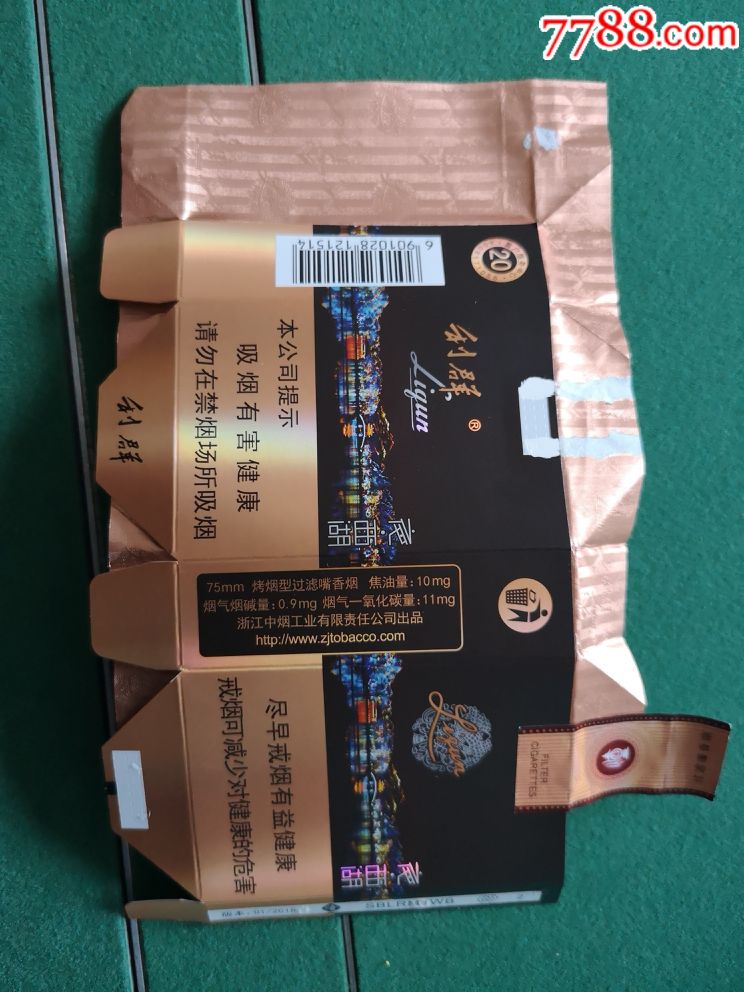 7788.com
6 901028 121514
20
利群
Liqun®
本公司提示
吸烟有害健康
请勿在禁烟场所吸烟
利群
夜西湖
75mm 烤烟型过滤嘴香烟 焦油量:10mg
烟气烟碱量:0.9mg 烟气一氧化碳量:11mg
浙江中烟工业有限责任公司出品
http://www.zjtobacco.com
Liqun
尽早戒烟有益健康
戒烟可减少对健康的危害
夜西湖
FILTER
CIGARETTES
版本:01/2016
2